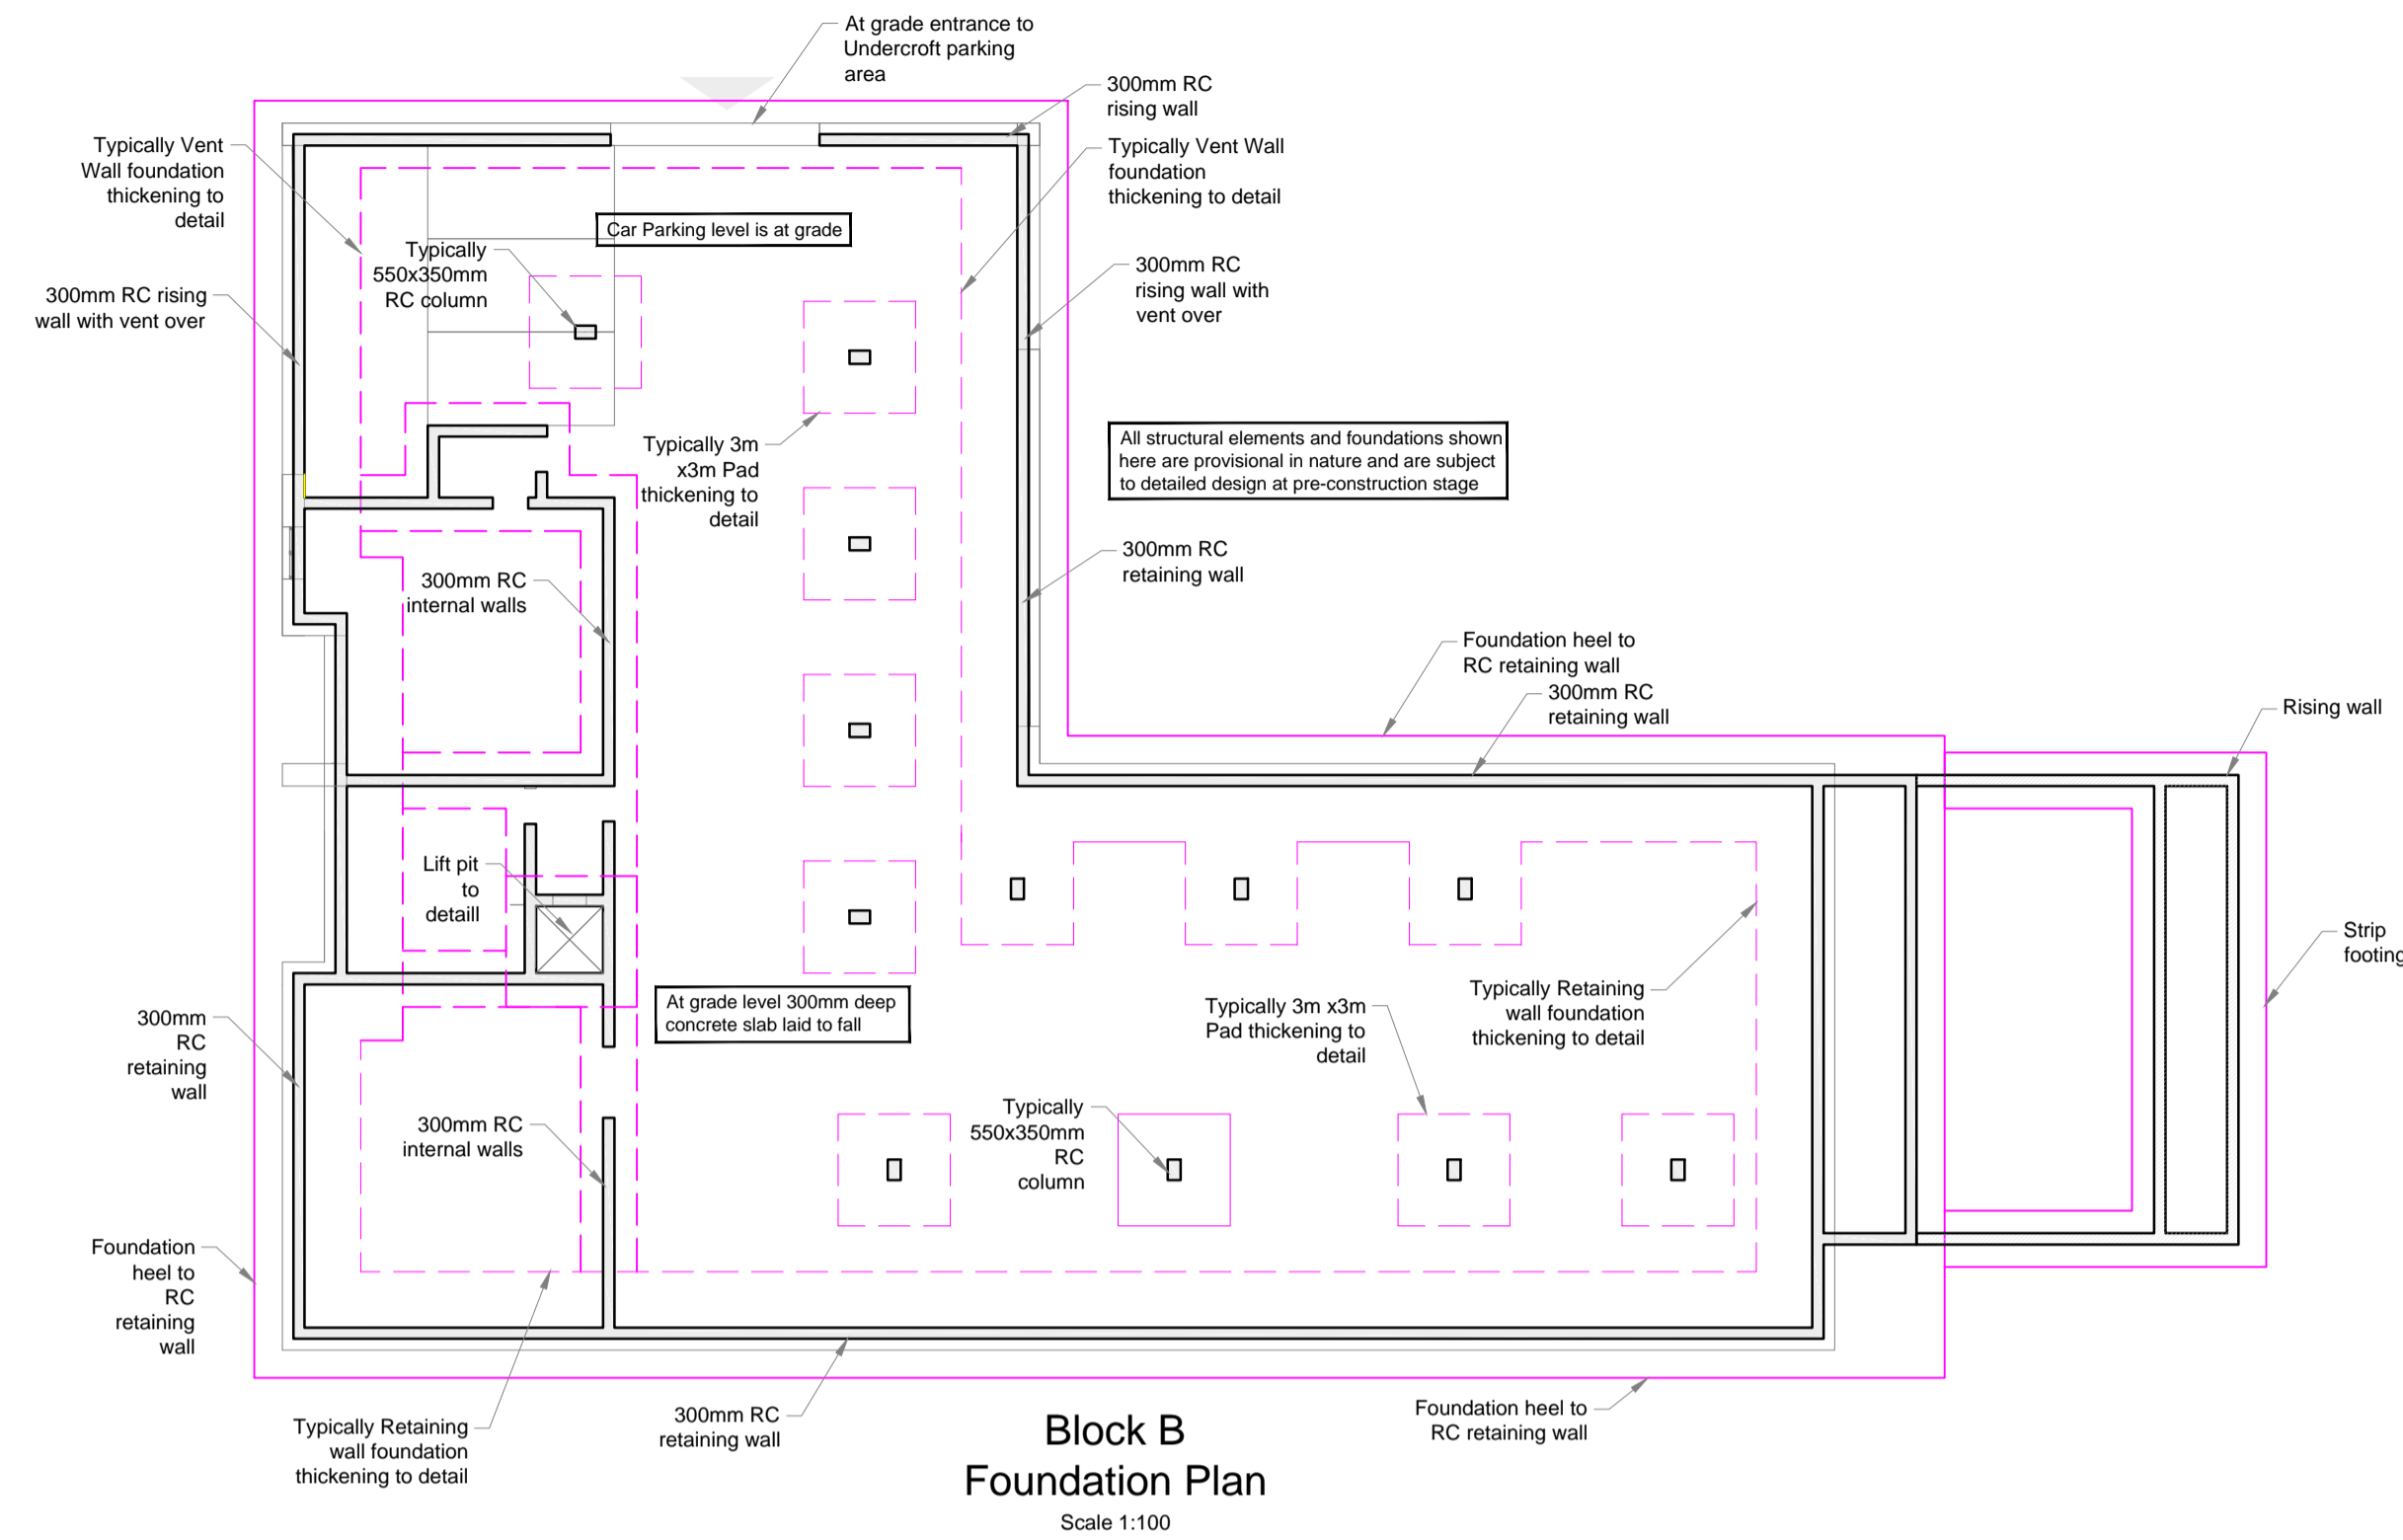 At grade entrance to
Undercroft parking
area
300mm RC
rising wall
Typically Vent
Wall foundation
thickening to
detail
Typically Vent Wall
foundation
thickening to detail
Car Parking level is at grade
Typically
550x350mm
RC column
300mm RC
rising wall with
vent over
300mm RC rising
wall with vent over
Typically 3m
x3m Pad
thickening to
detail
All structural elements and foundations shown
here are provisional in nature and are subject
to detailed design at pre-construction stage
300mm RC
retaining wall
300mm RC
internal walls
Foundation heel to
RC retaining wall
300mm RC
retaining wall
Rising wall
Lift pit
to
detaill
Strip
footing
At grade level 300mm deep
concrete slab laid to fall
Typically 3m x3m
Pad thickening to
detail
Typically Retaining
wall foundation
thickening to detail
300mm
RC
retaining
wall
300mm RC
internal walls
Typically
550x350mm
RC
column
Foundation
heel to
RC
retaining
wall
Typically Retaining
wall foundation
thickening to detail
300mm RC
retaining wall
Foundation heel to
RC retaining wall
Block B
Foundation Plan
Scale 1:100